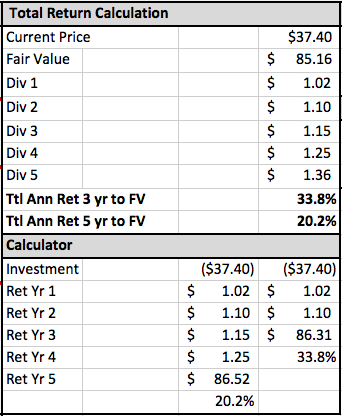 Total Return Calculation
Current Price $37.40
Fair Value $ 85.16
Div 1 $ 1.02
Div 2 $ 1.10
Div 3 $ 1.15
Div 4 $ 1.25
Div 5 $ 1.36
Ttl Ann Ret 3 yr to FV 33.8%
Ttl Ann Ret 5 yr to FV 20.2%
Calculator
Investment ($37.40) ($37.40)
Ret Yr 1 $ 1.02 $ 1.02
Ret Yr 2 $ 1.10 $ 1.10
Ret Yr 3 $ 1.15 $ 86.31
Ret Yr 4 $ 1.25 33.8%
Ret Yr 5 $ 86.52
20.2%